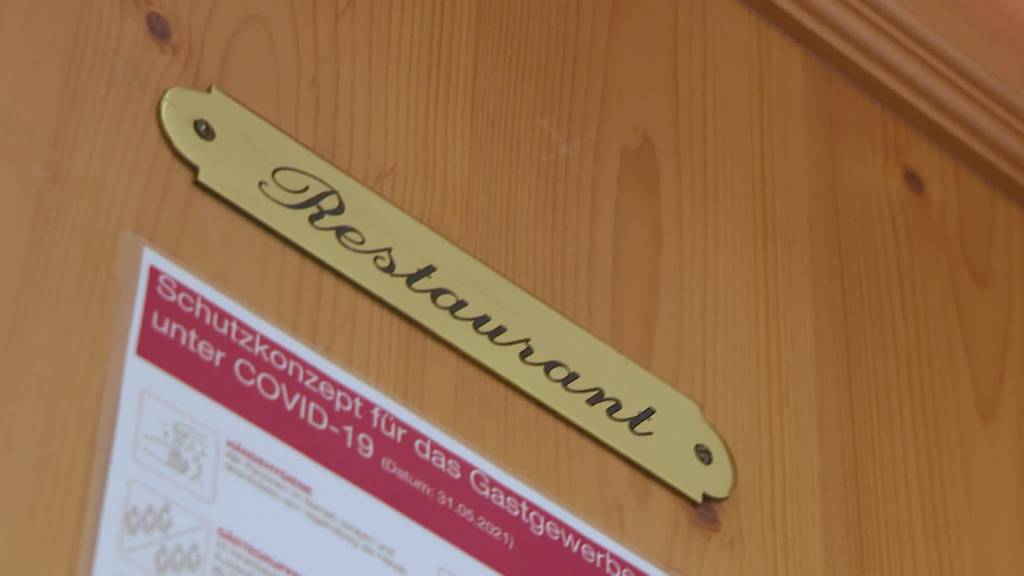 Restaurant
Schutzkonzept für das Gastgewerbe
unter COVID-19 (Datum: 31.05.2021)